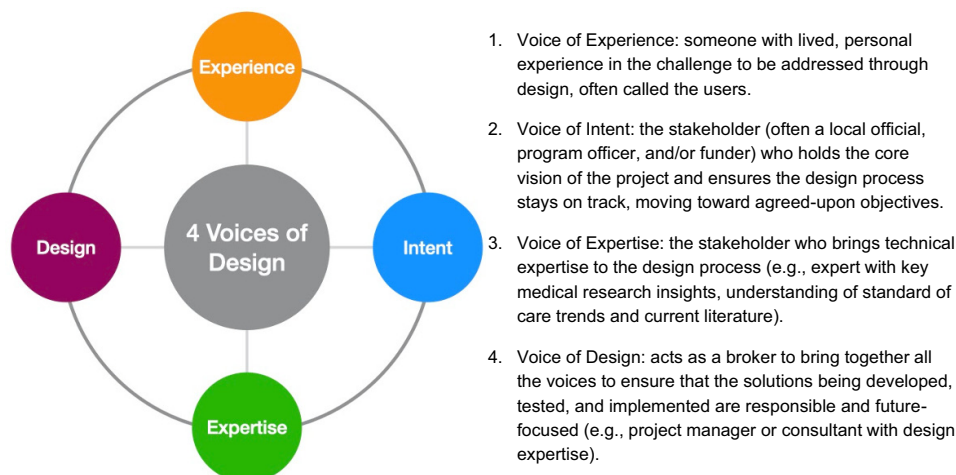 Experience
Design
4 Voices of
Design
Intent
Expertise
1. Voice of Experience: someone with lived, personal
experience in the challenge to be addressed through
design, often called the users.
2. Voice of Intent: the stakeholder (often a local official,
program officer, and/or funder) who holds the core
vision of the project and ensures the design process
stays on track, moving toward agreed-upon objectives.
3. Voice of Expertise: the stakeholder who brings technical
expertise to the design process (e.g., expert with key
medical research insights, understanding of standard of
care trends and current literature).
4. Voice of Design: acts as a broker to bring together all
the voices to ensure that the solutions being developed,
tested, and implemented are responsible and future-
focused (e.g., project manager or consultant with design
expertise).